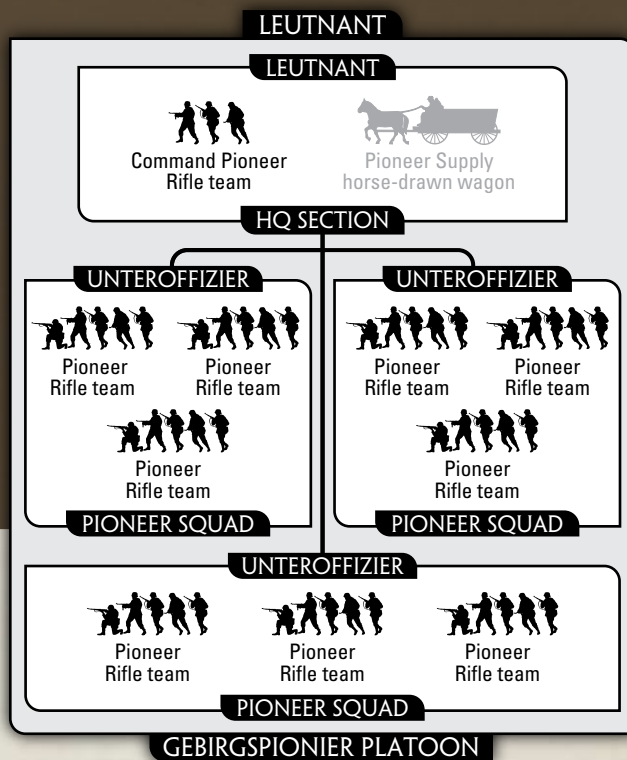 LEUTNANT
LEUTNANT
Command Pioneer
Rifle team
Pioneer Supply
horse-drawn wagon
HQ SECTION
UNTEROFFIZIER
Pioneer
Rifle team
Pioneer
Rifle team
Pioneer
Rifle team
PIONEER SQUAD
UNTEROFFIZIER
Pioneer
Rifle team
Pioneer
Rifle team
Pioneer
Rifle team
PIONEER SQUAD
UNTEROFFIZIER
Pioneer
Rifle team
Pioneer
Rifle team
Pioneer
Rifle team
PIONEER SQUAD
GEBIRGSPIONIER PLATOON